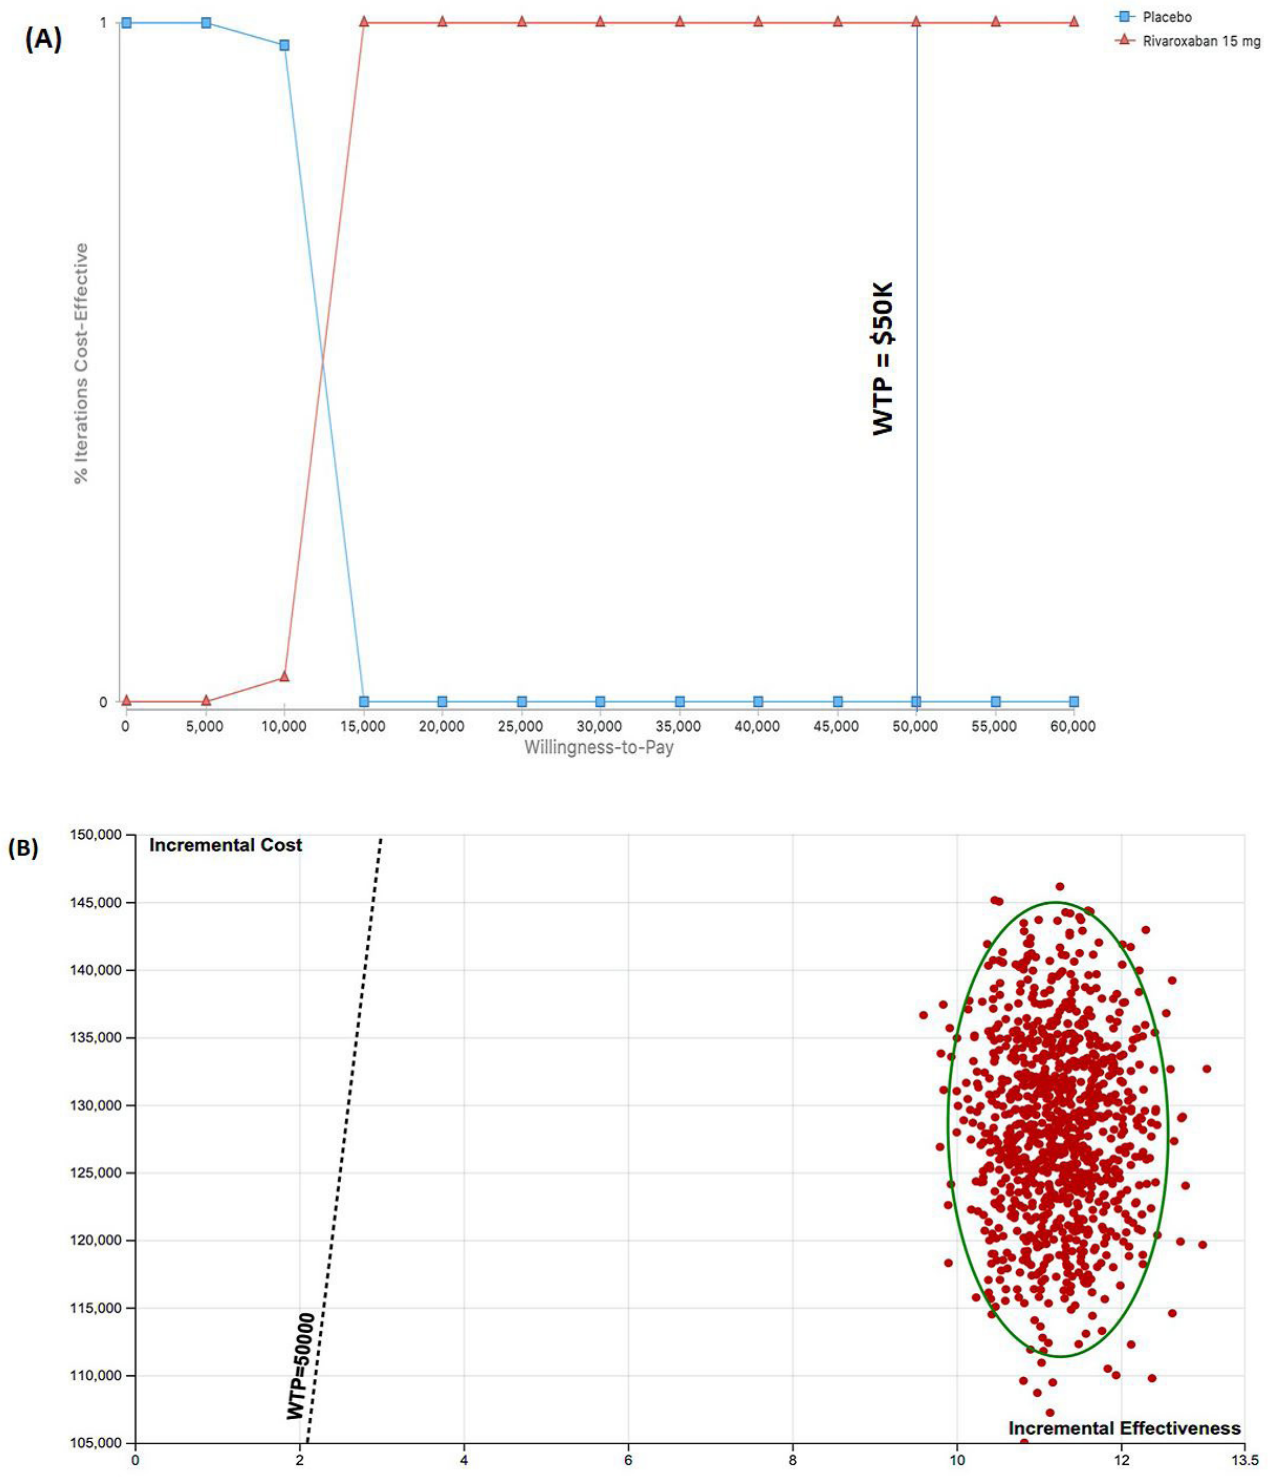 (A)
1
Placebo
Rivaroxaban 15 mg
% Iterations Cost-Effective
WTP = $50K
0
0 5,000 10,000 15,000 20,000 25,000 30,000 35,000 40,000 45,000 50,000 55,000 60,000
Willingness-to-Pay
(B)
150,000
Incremental Cost
145,000
140,000
135,000
130,000
125,000
120,000
115,000
WTP=50000
110,000
Incremental Effectiveness
105,000
0 2 4 6 8 10 12 13.5